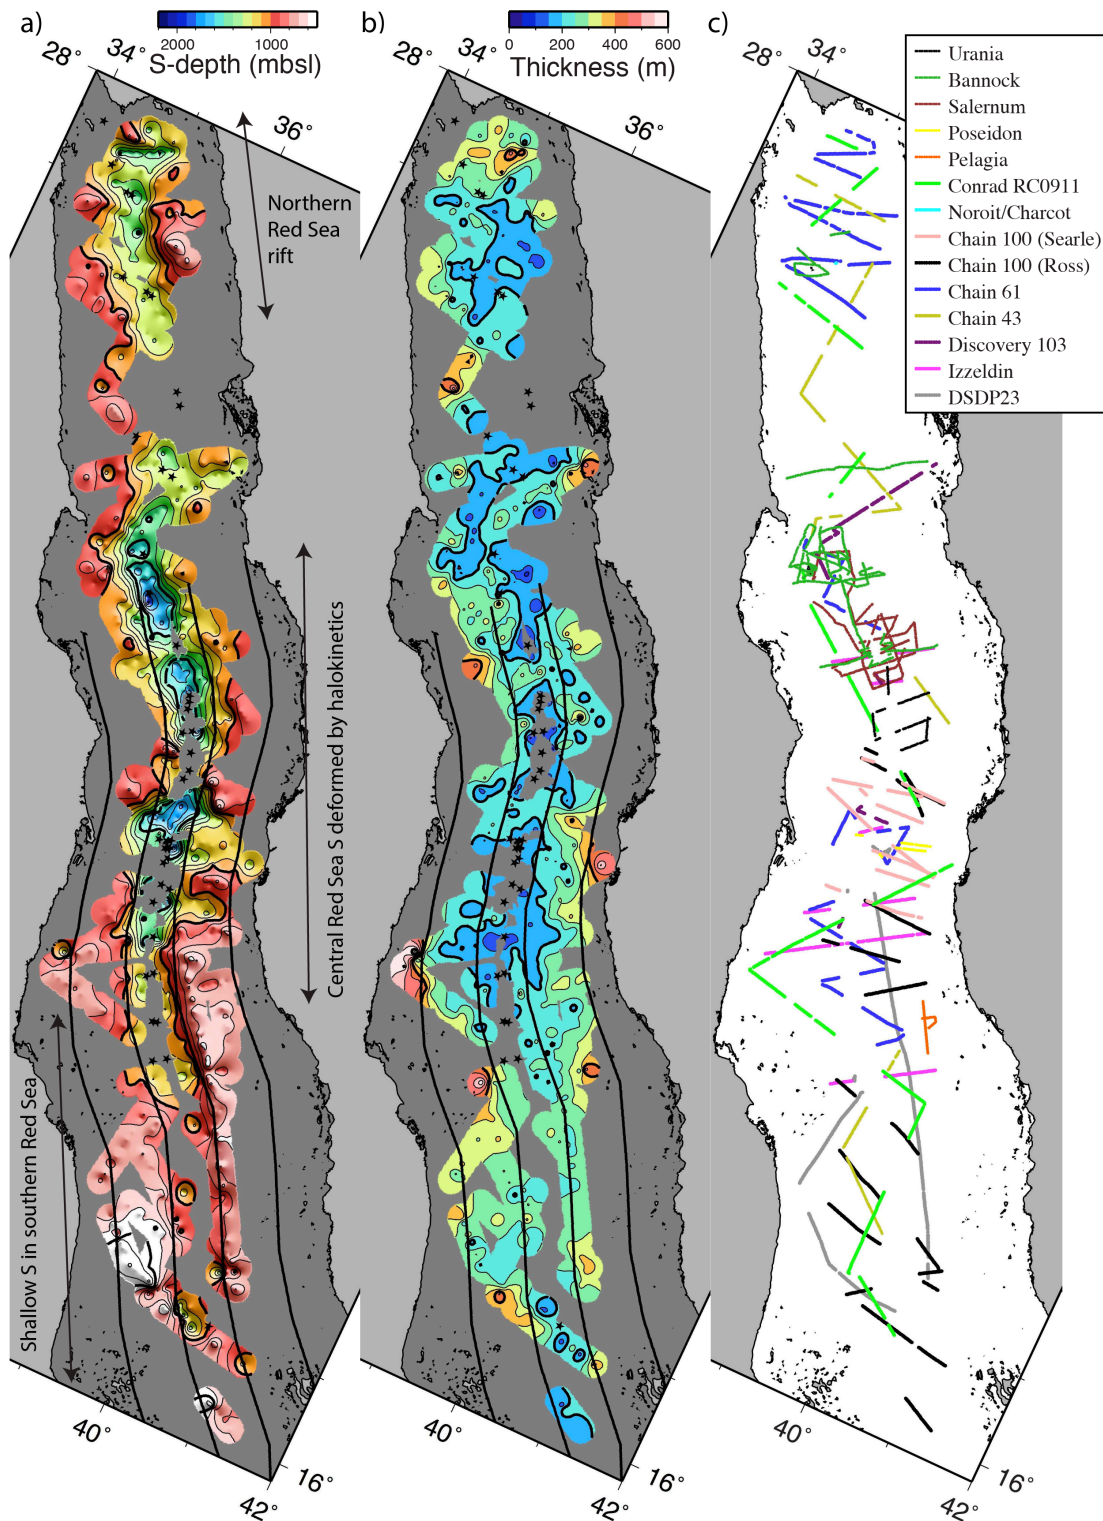 a)
2000 1000
S-depth (mbsl)
28° 34°
36°
Northern
Red Sea
rift
Central Red Sea S deformed by halokinetics
Shallow S in southern Red Sea
40°
16°
42°
b)
0 200 400 600
Thickness (m)
28° 34°
36°
40°
16°
42°
c)
28° 34°
Urania
Bannock
Salernum
Poseidon
Pelagia
Conrad RC0911
Noroit/Charcot
Chain 100 (Searle)
Chain 100 (Ross)
Chain 61
Chain 43
Discovery 103
Izzeldin
DSDP23
40°
16°
42°